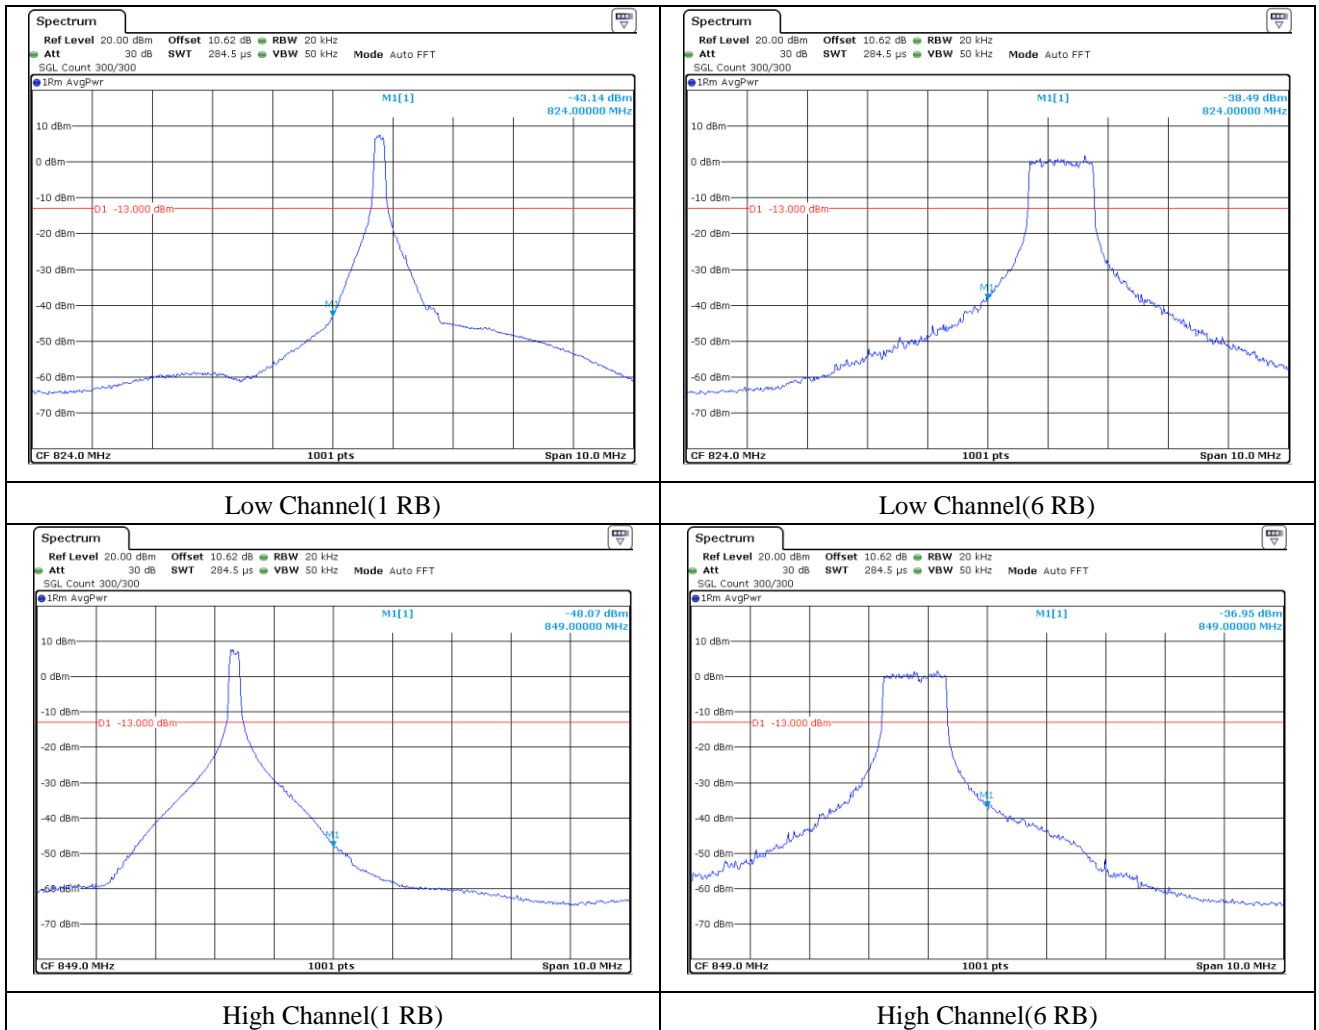 Spectrum
Ref Level 20.00 dBm Offset 10.62 dB RBW 20 kHz
Att 30 dB SWT 284.5 µs VBW 50 kHz Mode Auto FFT
SGL Count 300/300
1Rm AvgPwr
M1[1] -43.14 dBm
824.00000 MHz
10 dBm
0 dBm
-10 dBm
D1 -13.000 dBm
-20 dBm
-30 dBm
M1
-40 dBm
-50 dBm
-60 dBm
-70 dBm
CF 824.0 MHz 1001 pts Span 10.0 MHz
Low Channel(1 RB)
Spectrum
Ref Level 20.00 dBm Offset 10.62 dB RBW 20 kHz
Att 30 dB SWT 284.5 µs VBW 50 kHz Mode Auto FFT
SGL Count 300/300
1Rm AvgPwr
M1[1] -38.49 dBm
824.00000 MHz
10 dBm
0 dBm
-10 dBm
D1 -13.000 dBm
-20 dBm
-30 dBm
M1
-40 dBm
-50 dBm
-60 dBm
-70 dBm
CF 824.0 MHz 1001 pts Span 10.0 MHz
Low Channel(6 RB)
Spectrum
Ref Level 20.00 dBm Offset 10.62 dB RBW 20 kHz
Att 30 dB SWT 284.5 µs VBW 50 kHz Mode Auto FFT
SGL Count 300/300
1Rm AvgPwr
M1[1] -48.07 dBm
849.00000 MHz
10 dBm
0 dBm
-10 dBm
D1 -13.000 dBm
-20 dBm
-30 dBm
-40 dBm
M1
-50 dBm
-60 dBm
-70 dBm
CF 849.0 MHz 1001 pts Span 10.0 MHz
High Channel(1 RB)
Spectrum
Ref Level 20.00 dBm Offset 10.62 dB RBW 20 kHz
Att 30 dB SWT 284.5 µs VBW 50 kHz Mode Auto FFT
SGL Count 300/300
1Rm AvgPwr
M1[1] -36.95 dBm
849.00000 MHz
10 dBm
0 dBm
-10 dBm
D1 -13.000 dBm
-20 dBm
-30 dBm
M1
-40 dBm
-50 dBm
-60 dBm
-70 dBm
CF 849.0 MHz 1001 pts Span 10.0 MHz
High Channel(6 RB)